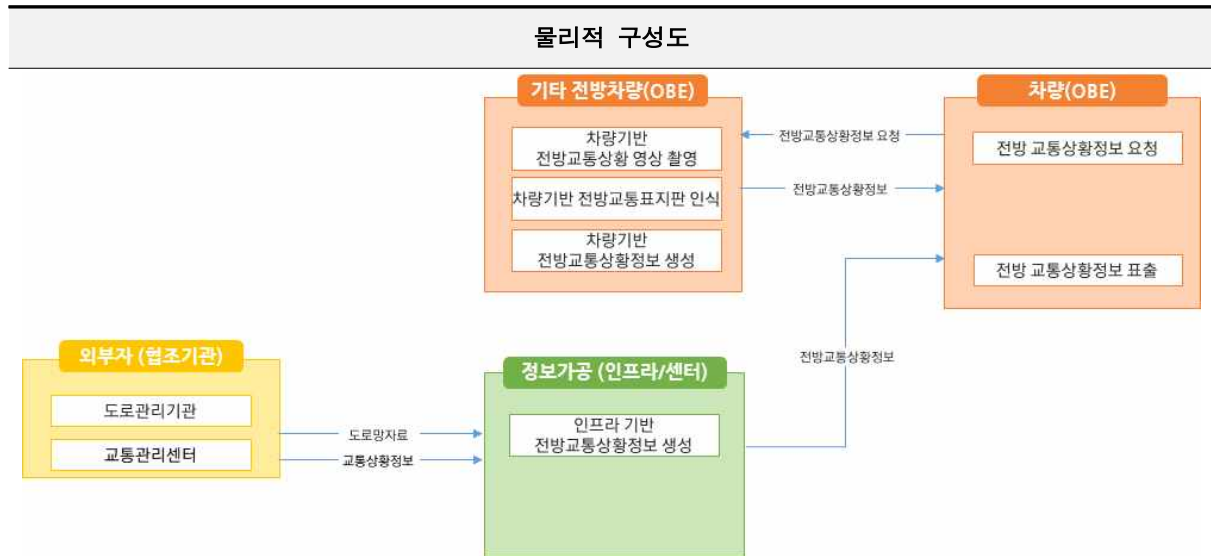 물리적 구성도
기타 전방차량(OBE)
차량기반
전방교통상황 영상 촬영
차량기반 전방교통표지판 인식
차량기반
전방교통상황정보 생성
전방교통상황정보 요청
전방교통상황정보
차량(OBE)
전방 교통상황정보 요청
전방 교통상황정보 표출
외부자 (협조기관)
도로관리기관
교통관리센터
도로망자료
교통상황정보
정보가공 (인프라/센터)
인프라 기반
전방교통상황정보 생성
전방교통상황정보